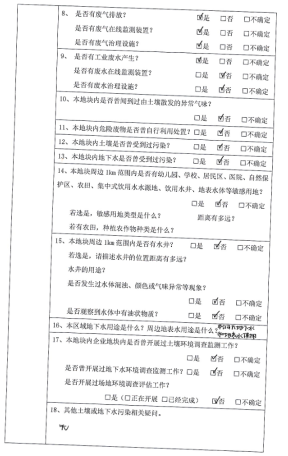 8、 是否有废气排放? ☑是 □否 □不确定
是否有废气在线监测装置? □是 ☑否 □不确定
是否有废气治理设施? ☑是 □否 □不确定
9、 是否有工业废水产生? ☑是 □否 □不确定
是否有废水在线监测装置? □是 ☑否 □不确定
是否有废水治理设施? □是 ☑否 □不确定
10、本地块内是否曾闻到过由土壤散发的异常气味?
□是 ☑否 □不确定
11、本地块内危险废物是否曾自行利用处置? □是 ☑否 □不确定
12、本地块内土壤是否曾受到过污染? □是 ☑否 □不确定
13、本地块内地下水是否曾受到过污染? □是 ☑否 □不确定
14、本地块周边 1km 范围内是否有幼儿园、学校、居民区、医院、自然保
护区、农田、集中式饮用水水源地、饮用水井、地表水体等敏感用地?
□是 ☑否 □不确定
若选是,敏感用地类型是什么? 距离有多远?
若有农田,种植农作物种类是什么?
15、本地块周边 1km 范围内是否有水井? □是 ☑否 □不确定
若选是,请描述水井的位置距离有多远?
水井的用途?
是否发生过水体混浊、颜色或气味异常等现象?
□是 ☑否 □不确定
是否观察到水体中有油状物质? □是 ☑否 □不确定
16、本区域地下水用途是什么?周边地表水用途是什么?
17、本地块内企业地块内是否曾开展过土壤环境调查监测工作?
□是 ☑否 □不确定
是否曾开展过地下水环境调查监测工作? □是 ☑否 □不确定
是否开展过场地环境调查评估工作?
□是(□正在开展 □已经完成) ☑否 □不确定
18、其他土壤或地下水污染相关疑问。